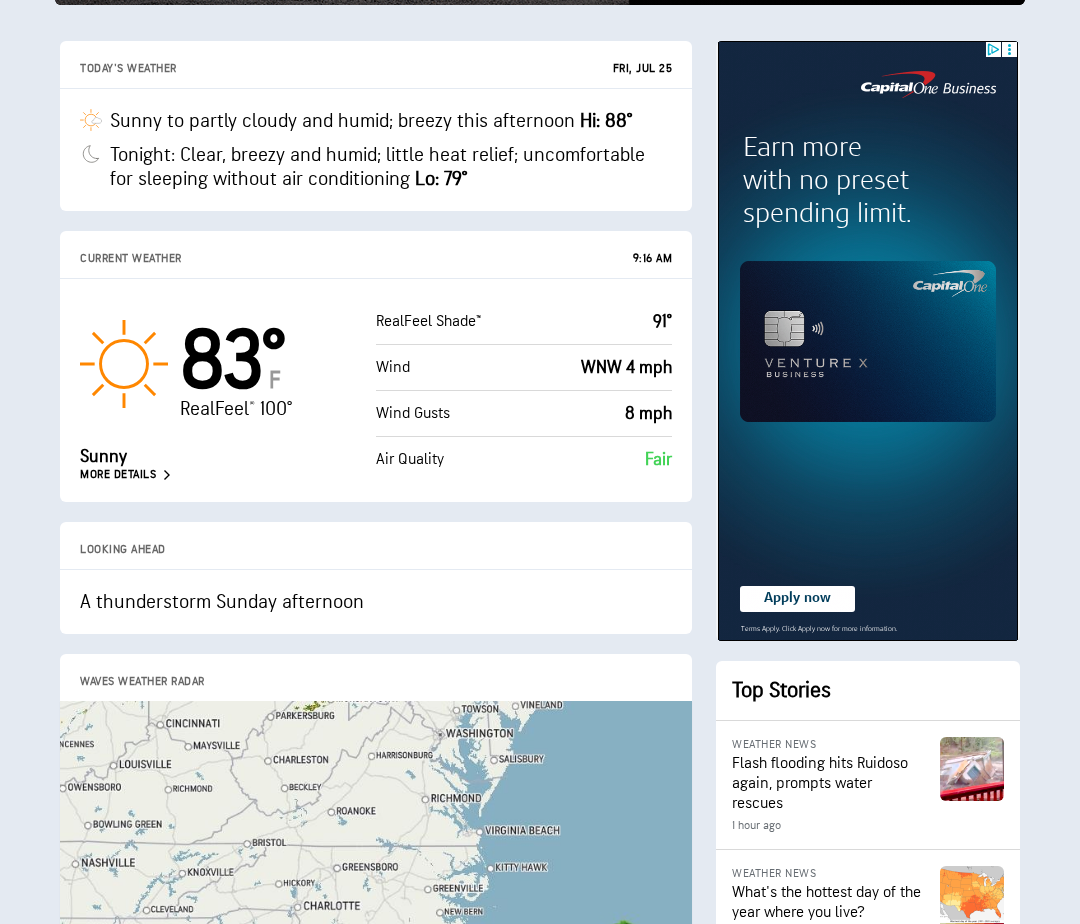 TODAY'S WEATHER
FRI, JUL 25
Sunny to partly cloudy and humid; breezy this afternoon Hi: 88°
Tonight: Clear, breezy and humid; little heat relief; uncomfortable
for sleeping without air conditioning Lo: 79°
CURRENT WEATHER
9:16 AM
83° F
RealFeel® 100°
Sunny
MORE DETAILS
RealFeel Shade™
91°
Wind
WNW 4 mph
Wind Gusts
8 mph
Air Quality
Fair
LOOKING AHEAD
A thunderstorm Sunday afternoon
WAVES WEATHER RADAR
PARKERSBURG
TOWSON
VINELAND
CINCINNATI
WASHINGTON
NCENNES
MAYSVILLE
HARRISONBURG
SALISBURY
LOUISVILLE
CHARLESTON
OWENSBORO
RICHMOND
BECKLEY
RICHMOND
ROANOKE
BOWLING GREEN
VIRGINIA BEACH
BRISTOL
NASHVILLE
KNOXVILLE
GREENSBORO
KITTY HAWK
HICKORY
GREENVILLE
CLEVELAND
CHARLOTTE
NEW BERN
CapitalOne Business
Earn more
with no preset
spending limit.
CapitalOne
VENTURE X
BUSINESS
Apply now
Terms Apply. Click Apply now for more information.
Top Stories
WEATHER NEWS
Flash flooding hits Ruidoso
again, prompts water
rescues
1 hour ago
WEATHER NEWS
What's the hottest day of the
year where you live?